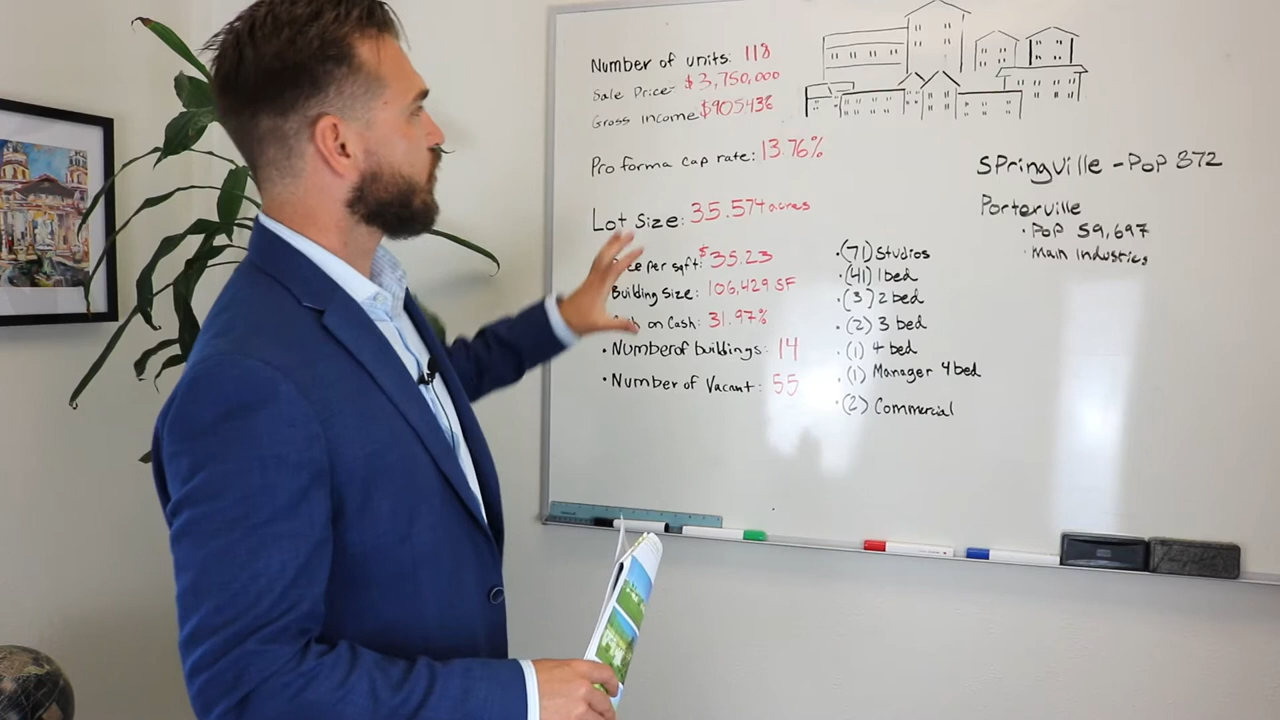 Number of units: 118
Sale Price: $3,750,000
Gross income: $905,436
Pro forma cap rate: 13.76%
Lot Size: 35.574 acres
per sqft: $35.23
Building Size: 106,429 SF
on Cash: 31.97%
• Number of buildings: 14
• Number of Vacant: 55
• (71) Studios
• (41) 1 bed
• (3) 2 bed
• (2) 3 bed
• (1) 4 bed
• (1) Manager 4 bed
• (2) Commercial
Springville - Pop 872
Porterville
• Pop 59,697
• Main Industries